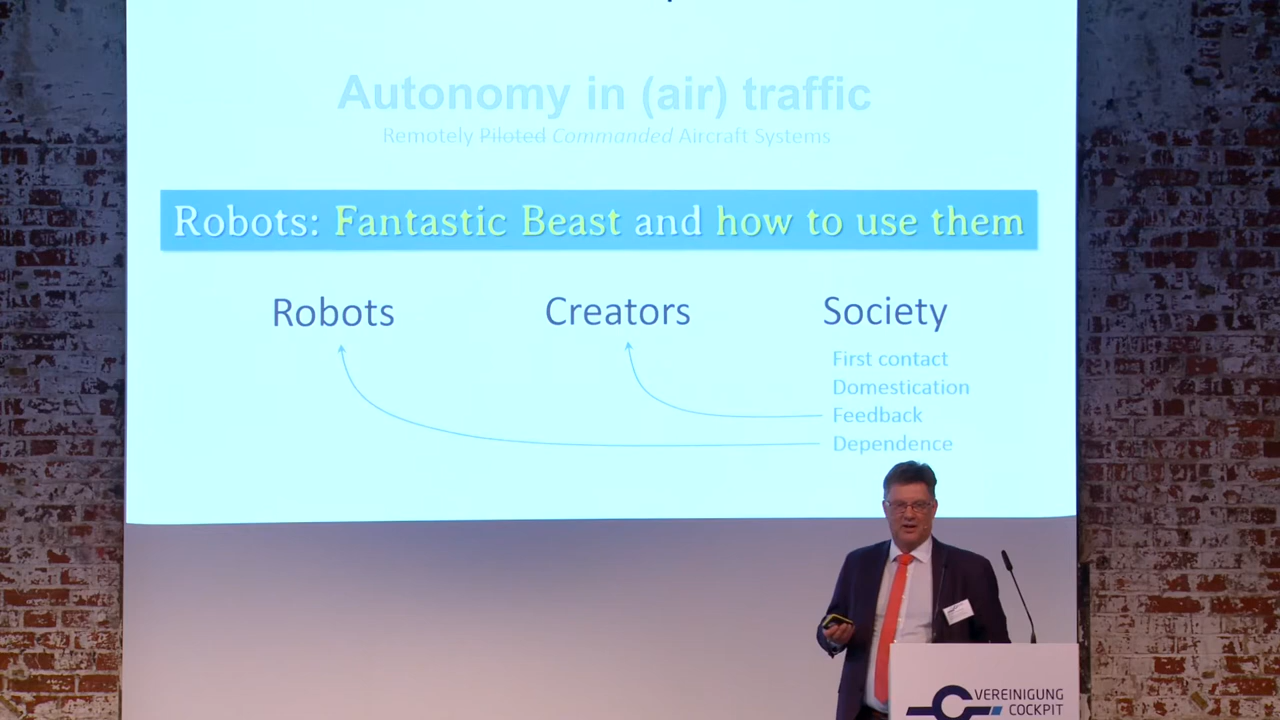 Autonomy in (air) traffic
Remotely Piloted Commanded Aircraft Systems
Robots: Fantastic Beast and how to use them
Robots
Creators
Society
First contact
Domestication
Feedback
Dependence
VEREINIGUNG
COCKPIT